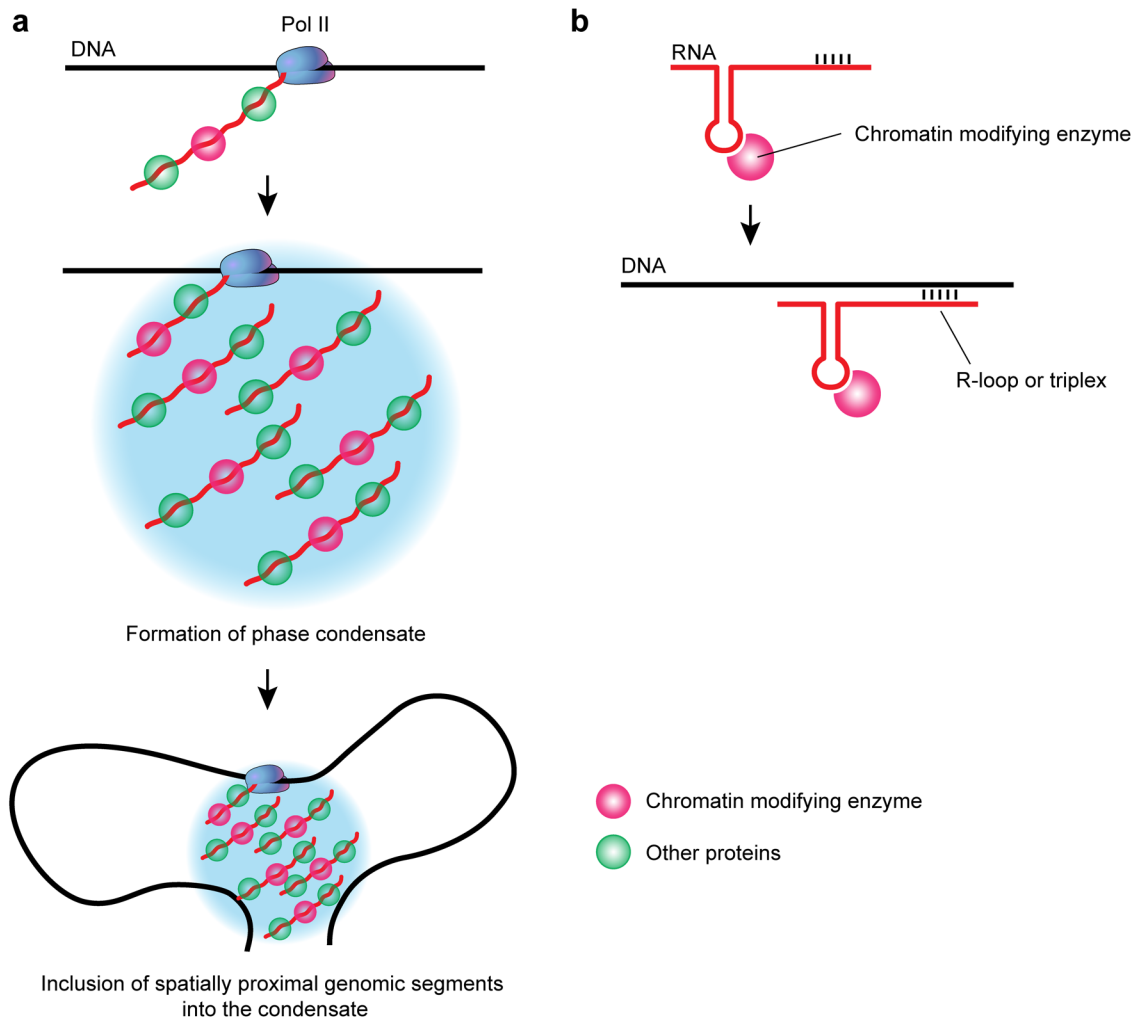 a
Pol II
DNA
Formation of phase condensate
Inclusion of spatially proximal genomic segments
into the condensate
b
RNA
Chromatin modifying enzyme
DNA
R-loop or triplex
Chromatin modifying enzyme
Other proteins